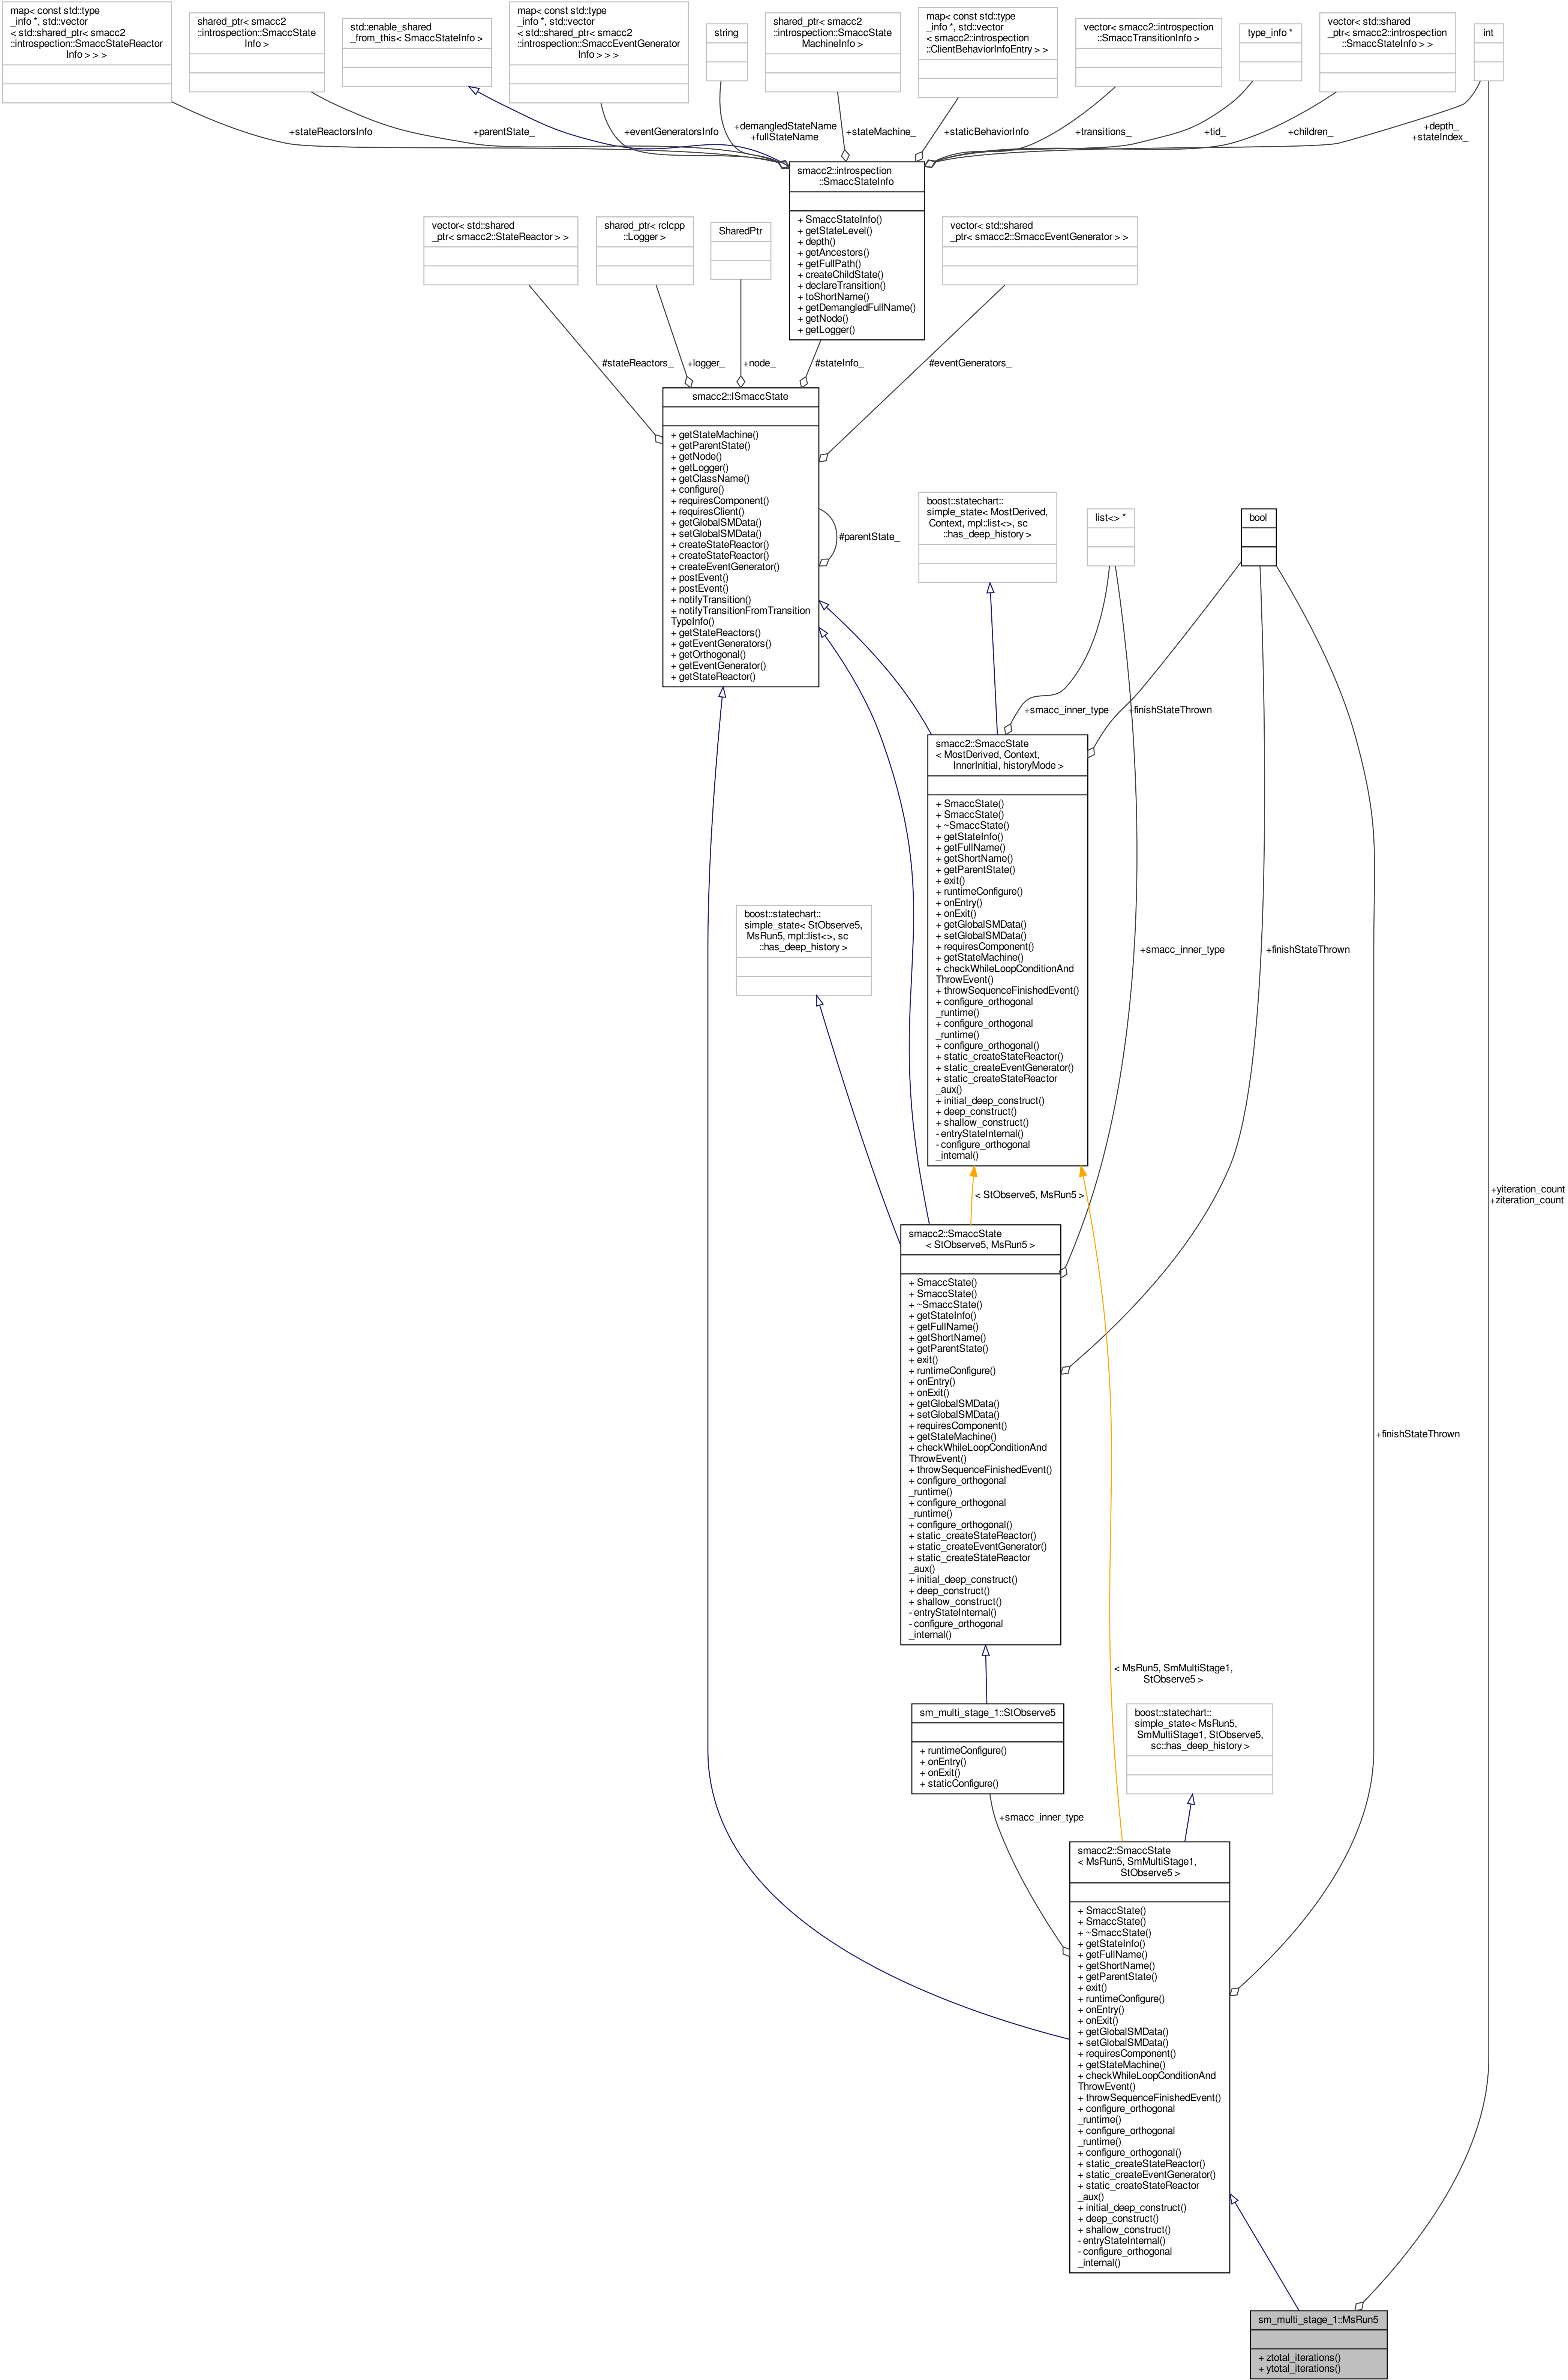 map< const std::type
_info *, std::vector
< std::shared_ptr< smacc2
::introspection::SmaccStateReactor
Info > > >
shared_ptr< smacc2
::introspection::SmaccState
Info >
std::enable_shared
_from_this< SmaccStateInfo >
map< const std::type
_info *, std::vector
< std::shared_ptr< smacc2
::introspection::SmaccEventGenerator
Info > > >
string
shared_ptr< smacc2
::introspection::SmaccState
MachineInfo >
map< const std::type
_info *, std::vector
< smacc2::introspection
::ClientBehaviorInfoEntry > >
vector< smacc2::introspection
::SmaccTransitionInfo >
type_info *
vector< std::shared
_ptr< smacc2::introspection
::SmaccStateInfo > >
int
+stateReactorsInfo
+parentState_
+eventGeneratorsInfo
+demangledStateName
+fullStateName
+stateMachine_
+staticBehaviorInfo
+transitions_
+tid_
+children_
+depth_
+stateIndex_
smacc2::introspection
::SmaccStateInfo
+ SmaccStateInfo()
+ getStateLevel()
+ depth()
+ getAncestors()
+ getFullPath()
+ createChildState()
+ declareTransition()
+ toShortName()
+ getDemangledFullName()
+ getNode()
+ getLogger()
vector< std::shared
_ptr< smacc2::StateReactor > >
shared_ptr< rclcpp
::Logger >
SharedPtr
vector< std::shared
_ptr< smacc2::SmaccEventGenerator > >
#stateReactors_
+logger_
+node_
#stateInfo_
#eventGenerators_
smacc2::ISmaccState
+ getStateMachine()
+ getParentState()
+ getNode()
+ getLogger()
+ getClassName()
+ configure()
+ requiresComponent()
+ requiresClient()
+ getGlobalSMData()
+ setGlobalSMData()
+ createStateReactor()
+ createStateReactor()
+ createEventGenerator()
+ postEvent()
+ postEvent()
+ notifyTransition()
+ notifyTransitionFromTransition
TypeInfo()
+ getStateReactors()
+ getEventGenerators()
+ getOrthogonal()
+ getEventGenerator()
+ getStateReactor()
#parentState_
boost::statechart::
simple_state< MostDerived,
Context, mpl::list<>, sc
::has_deep_history >
list<> *
bool
+smacc_inner_type
+finishStateThrown
smacc2::SmaccState
< MostDerived, Context,
InnerInitial, historyMode >
+ SmaccState()
+ SmaccState()
+ ~SmaccState()
+ getStateInfo()
+ getFullName()
+ getShortName()
+ getParentState()
+ exit()
+ runtimeConfigure()
+ onEntry()
+ onExit()
+ getGlobalSMData()
+ setGlobalSMData()
+ requiresComponent()
+ getStateMachine()
+ checkWhileLoopConditionAnd
ThrowEvent()
+ throwSequenceFinishedEvent()
+ configure_orthogonal
_runtime()
+ configure_orthogonal
_runtime()
+ configure_orthogonal()
+ static_createStateReactor()
+ static_createEventGenerator()
+ static_createStateReactor
_aux()
+ initial_deep_construct()
+ deep_construct()
+ shallow_construct()
- entryStateInternal()
- configure_orthogonal
_internal()
boost::statechart::
simple_state< StObserve5,
MsRun5, mpl::list<>, sc
::has_deep_history >
+smacc_inner_type
+finishStateThrown
< StObserve5, MsRun5 >
+yiteration_count
+ziteration_count
smacc2::SmaccState
< StObserve5, MsRun5 >
+ SmaccState()
+ SmaccState()
+ ~SmaccState()
+ getStateInfo()
+ getFullName()
+ getShortName()
+ getParentState()
+ exit()
+ runtimeConfigure()
+ onEntry()
+ onExit()
+ getGlobalSMData()
+ setGlobalSMData()
+ requiresComponent()
+ getStateMachine()
+ checkWhileLoopConditionAnd
ThrowEvent()
+ throwSequenceFinishedEvent()
+ configure_orthogonal
_runtime()
+ configure_orthogonal
_runtime()
+ configure_orthogonal()
+ static_createStateReactor()
+ static_createEventGenerator()
+ static_createStateReactor
_aux()
+ initial_deep_construct()
+ deep_construct()
+ shallow_construct()
- entryStateInternal()
- configure_orthogonal
_internal()
+finishStateThrown
< MsRun5, SmMultiStage1,
StObserve5 >
sm_multi_stage_1::StObserve5
+ runtimeConfigure()
+ onEntry()
+ onExit()
+ staticConfigure()
boost::statechart::
simple_state< MsRun5,
SmMultiStage1, StObserve5,
sc::has_deep_history >
+smacc_inner_type
smacc2::SmaccState
< MsRun5, SmMultiStage1,
StObserve5 >
+ SmaccState()
+ SmaccState()
+ ~SmaccState()
+ getStateInfo()
+ getFullName()
+ getShortName()
+ getParentState()
+ exit()
+ runtimeConfigure()
+ onEntry()
+ onExit()
+ getGlobalSMData()
+ setGlobalSMData()
+ requiresComponent()
+ getStateMachine()
+ checkWhileLoopConditionAnd
ThrowEvent()
+ throwSequenceFinishedEvent()
+ configure_orthogonal
_runtime()
+ configure_orthogonal
_runtime()
+ configure_orthogonal()
+ static_createStateReactor()
+ static_createEventGenerator()
+ static_createStateReactor
_aux()
+ initial_deep_construct()
+ deep_construct()
+ shallow_construct()
- entryStateInternal()
- configure_orthogonal
_internal()
sm_multi_stage_1::MsRun5
+ ztotal_iterations()
+ ytotal_iterations()